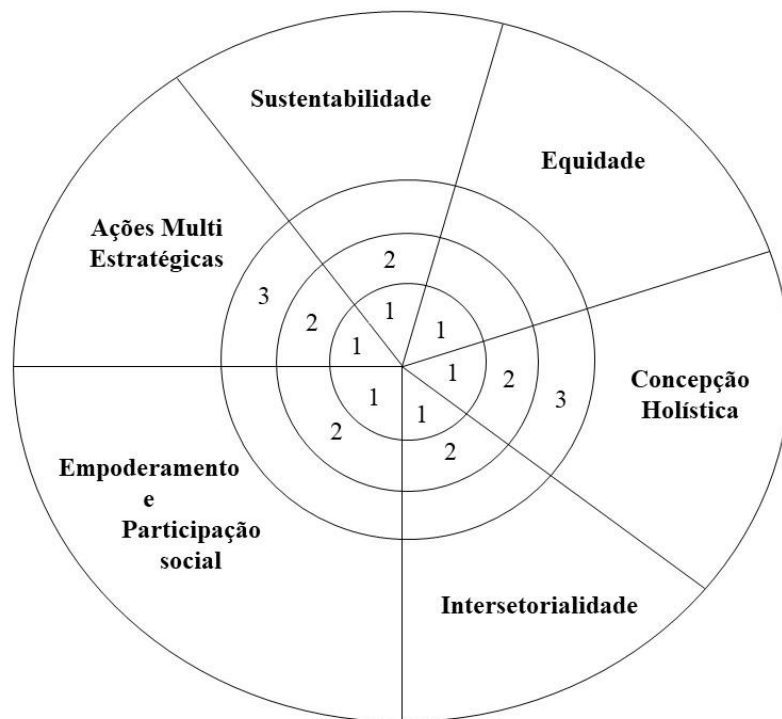 Sustentabilidade
Equidade
Ações Multi
Estratégicas
2
3
2
1
1
1
1
2
3
Concepção
Holística
1
1
2
2
Empoderamento
e
Participação
social
Intersetorialidade